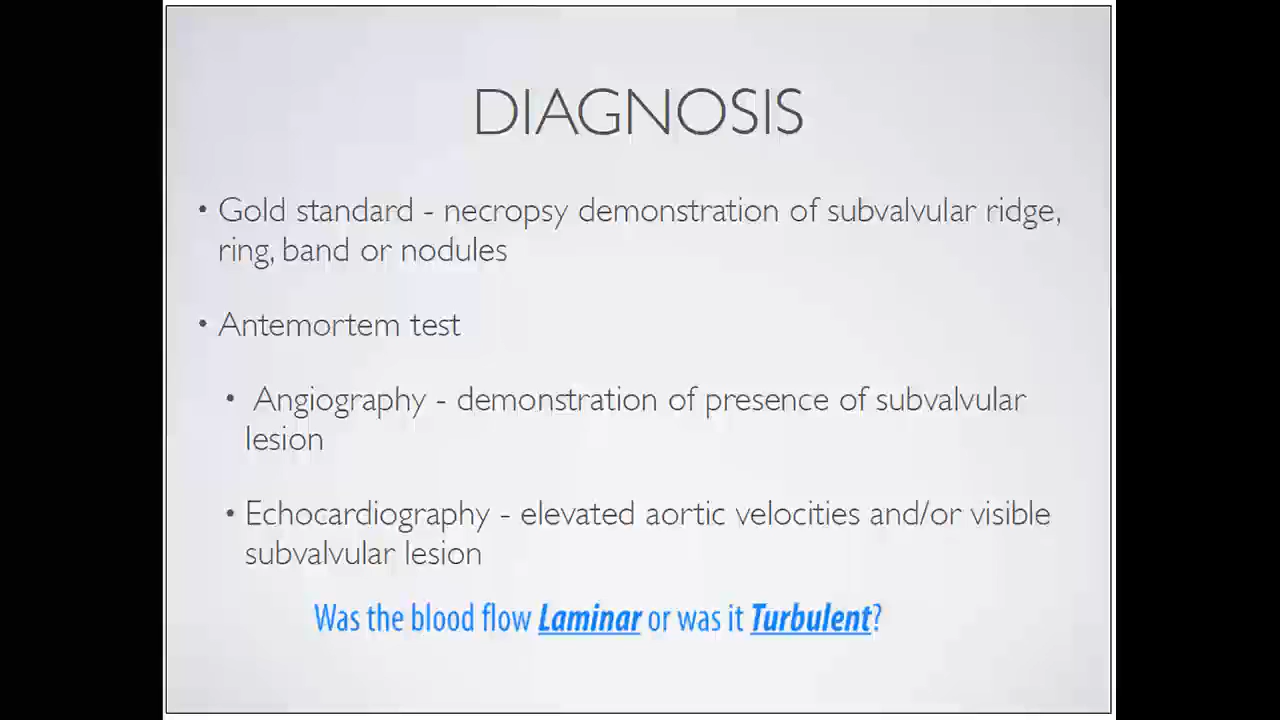 DIAGNOSIS
• Gold standard - necropsy demonstration of subvalvular ridge,
ring, band or nodules
• Antemortem test
• Angiography - demonstration of presence of subvalvular
lesion
• Echocardiography - elevated aortic velocities and/or visible
subvalvular lesion
Was the blood flow Laminar or was it Turbulent?